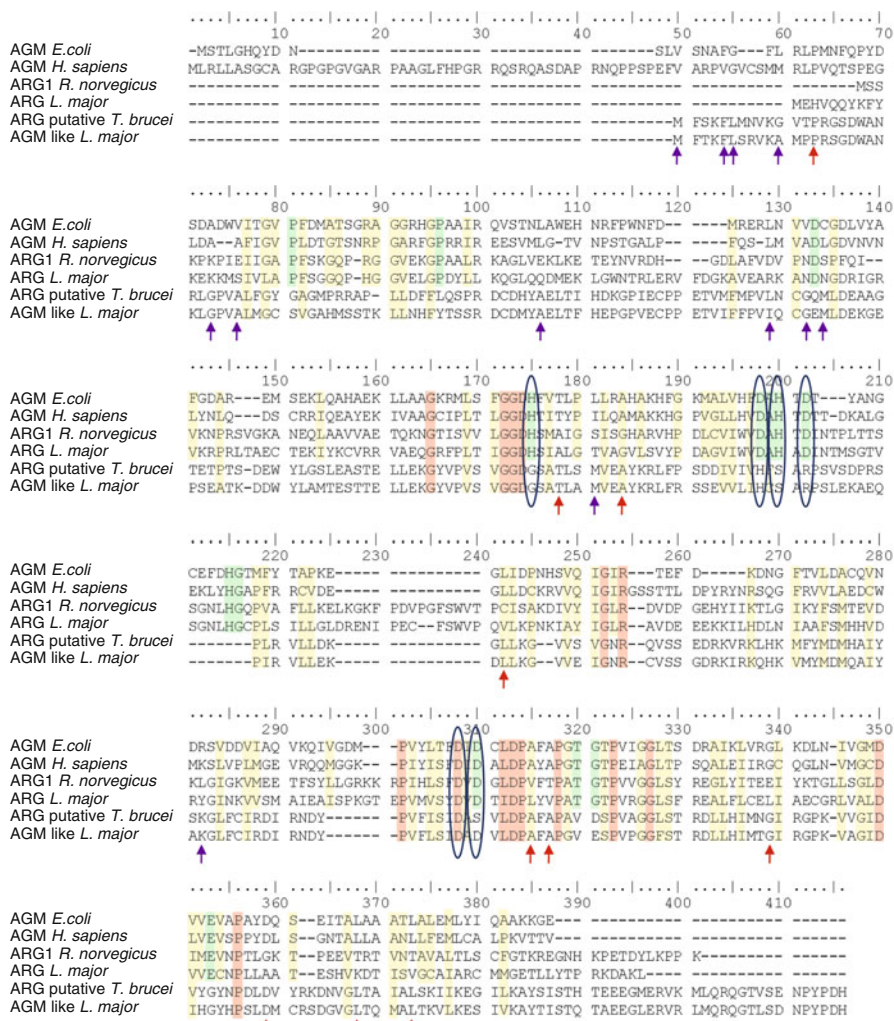 10 20 30 40 50 60 70
AGM E.coli -MSTLGHQYD N--------- ---------- ---------- --------SLV SNAFG---FL RLPMNFQPYD
AGM H. sapiens MLRLLASGCA RGPGPGVGAR PAAGLFHPGR RQSRQASDAP RNQPPSPEFV ARPVGVCSMM RLPVQTSPEG
ARG1 R. norvegicus ---------- ---------- ---------- ---------- ---------- ---------- -------MSS
ARG L. major ---------- ---------- ---------- ---------- ---------- ---------- MEHVQQYKFY
ARG putative T. brucei ---------- ---------- ---------- ---------- ---------M FSKFLMNVKG VTPRGSDWAN
AGM like L. major ---------- ---------- ---------- ---------- ---------M FTKFLSRVKA MPPRSGDWAN
80 90 100 110 120 130 140
AGM E.coli SDADWVITGV PFDMATSGRA GGRHGPAAIR QVSTNLAWEH NRFPWNFD-- ----MRERLN VVDCGDLVYA
AGM H. sapiens LDA--AFIGV PLDTGTSNRP GARFGPRRIR EESVMLG-TV NPSTGALP-- ----FQS-LM VADLGDVNVN
ARG1 R. norvegicus KPKPIEIIGA PFSKGQP-RG GVEKGPAALR KAGLVEKLKE TEYNVRDH-- -GDLAFVDV PNDSPFQI--
ARG L. major KEKKMSIVLA PFSGGQP-HG GVELGPDYLL KQGLQQDMEK LGWNTRLERV FDGKAVEARK ANDNGDRIGR
ARG putative T. brucei RLGPVALFGY GAGMPRRAP- LLDFFLQSPR DCDHYAELTI HDKGPIECPP ETVMFMPVLN CGQMLDEAAG
AGM like L. major KLGPVALMGC SVGAHMSSTK LLNHFYTSSR DCDMYAELTF HEPGPVECPP ETVIFFPVIQ CGEMLDEKGE
150 160 170 180 190 200 210
AGM E.coli FGDAR--EMS EKLQAHAEK LLAAGKRMLS FGGDHFVTLP LLRAHAKHFG KMALVHFDAH TDT--YANG
AGM H. sapiens LYNLQ--DS CRRIQEAYEK IVAAGCIPLT LGGDHTITYP ILQAMAKKHG PVGLLHVDAH TDTTDKALG
ARG1 R. norvegicus VKNPRSVGKA NEQLAAVVAE TQKNGTISVV LGGDHSMAIG SISGHARVHP DLCVIWVDAH TDINTPLTTS
ARG L. major VKRPRLTAEC TEKIYKCVRR VAEQGRFPLT IGGDHSIALG TVAGVLSVYP DAGVIWVDAH ADINTMSGTV
ARG putative T. brucei TETPTS-DEW YLGSLEASTE LLEKGYVPVS VGGDGSATLS MVEAYKRLFP SDDIVIVHFS ARPSVSDPRS
AGM like L. major PSEATK-DDW YLAMTESTTE LLEKGYVPVS VGGDGSATLA MVEAYKRLFR SSEVVLIHCS ARPSLEKAEQ
220 230 240 250 260 270 280
AGM E.coli CEFDHGTMFY TAPKE----- ---------- -GLIDPNHSVQ IGIR---TEF D----KDNG FTVLDACQVN
AGM H. sapiens EKLYHGAPFR RCVDE----- ---------- -GLLDCKRVVQ IGIRGSSTTL DPYRYNRSQG FRVVLAEDCW
ARG1 R. norvegicus SGNLHGQPVA FLLKELKGKF PDVPGFSWVT PCISAKDIVY IGLR--DVDP GEHYIIKTLG IKYFSMTEVD
ARG L. major SGNLHGCPLS ILLGLDRENI PEC--FSWVP QVLKPNKIAY IGLR--AVDP EEKKILHDLN IAAFSMHHVD
ARG putative T. brucei -----PLR VLLDK----- ---------- -GLLKG--VVS VGNR--QVSS EDRKVRKLHK MFYMDMHAIY
AGM like L. major -----PIR VLLEK----- ---------- -DLLKG--VVE IGNR--CVSS GDRKIRKQHK VMYMDMQAIY
290 300 310 320 330 340 350
AGM E.coli DRSVDDVIAQ VKQIVGDM-- -PVYLTFDID CLDPAFAPGT GTPVIGGLTS DRAIKLVRGL KDLN-IVGMD
AGM H. sapiens MKSLVPLMGE VRQQMGGK-- -PIYISFDID ALDPAYAPGT GTPEIAGLTP SQALEIIRGC QGLN-VMGCD
ARG1 R. norvegicus KLGIGKVMEE TFSYLLGRKK RPIHLSFDVD GLDPVFTPAT GTPVVGGLSY REGLYITEEI YKTGLLSGLD
ARG L. major RYGINKVVSM AIEAISPKGT EPVMVSYDVD TIDPLYVPAT GTPVRGGLSF REALFLCELI AECGRLVALD
ARG putative T. brucei SKGLFCIRDI RNDY------ -PVFISIDAS VLDPAFAPGV DSPVAGGLST RDLLHIMNGI RGPK-VVGID
AGM like L. major AKGLFCIRDI RNDY------ -PVFLSIDAD VLDPAFAPGV ESPVPGGFST RDLLHIMTGI RGPK-VAGID
360 370 380 390 400 410
AGM E.coli VVEVAPAYDQ S---EITALA AATLALEMLY IQAAKKGE-- ---------- ---------- -------
AGM H. sapiens LVEVSPPYDL S--GNTALLA ANLLFEMLCA LPKVTTV--- ---------- ---------- -------
ARG1 R. norvegicus IMEVNPTLGK T--PEEVTRT VNTAVALTLS CFGTKREGNH KPETDYLKPP K--------- -------
ARG L. major VVECNPLLAA T--ESHVKDT ISVGCAIARC MMGETLLYTP RKDAKL---- ---------- -------
ARG putative T. brucei VYGYNPDLDV YRKDNVGLTA IALSKIIKEG ILKAYSISTH TEEEGMERVK MLQRQGTVSE NPYPDH
AGM like L. major IHGYHPSLDM CRSDGVGLTQ MALTKVLKES IVKAYTISTQ TAEEGLERVR MLQRQGTLSD NPYPDH